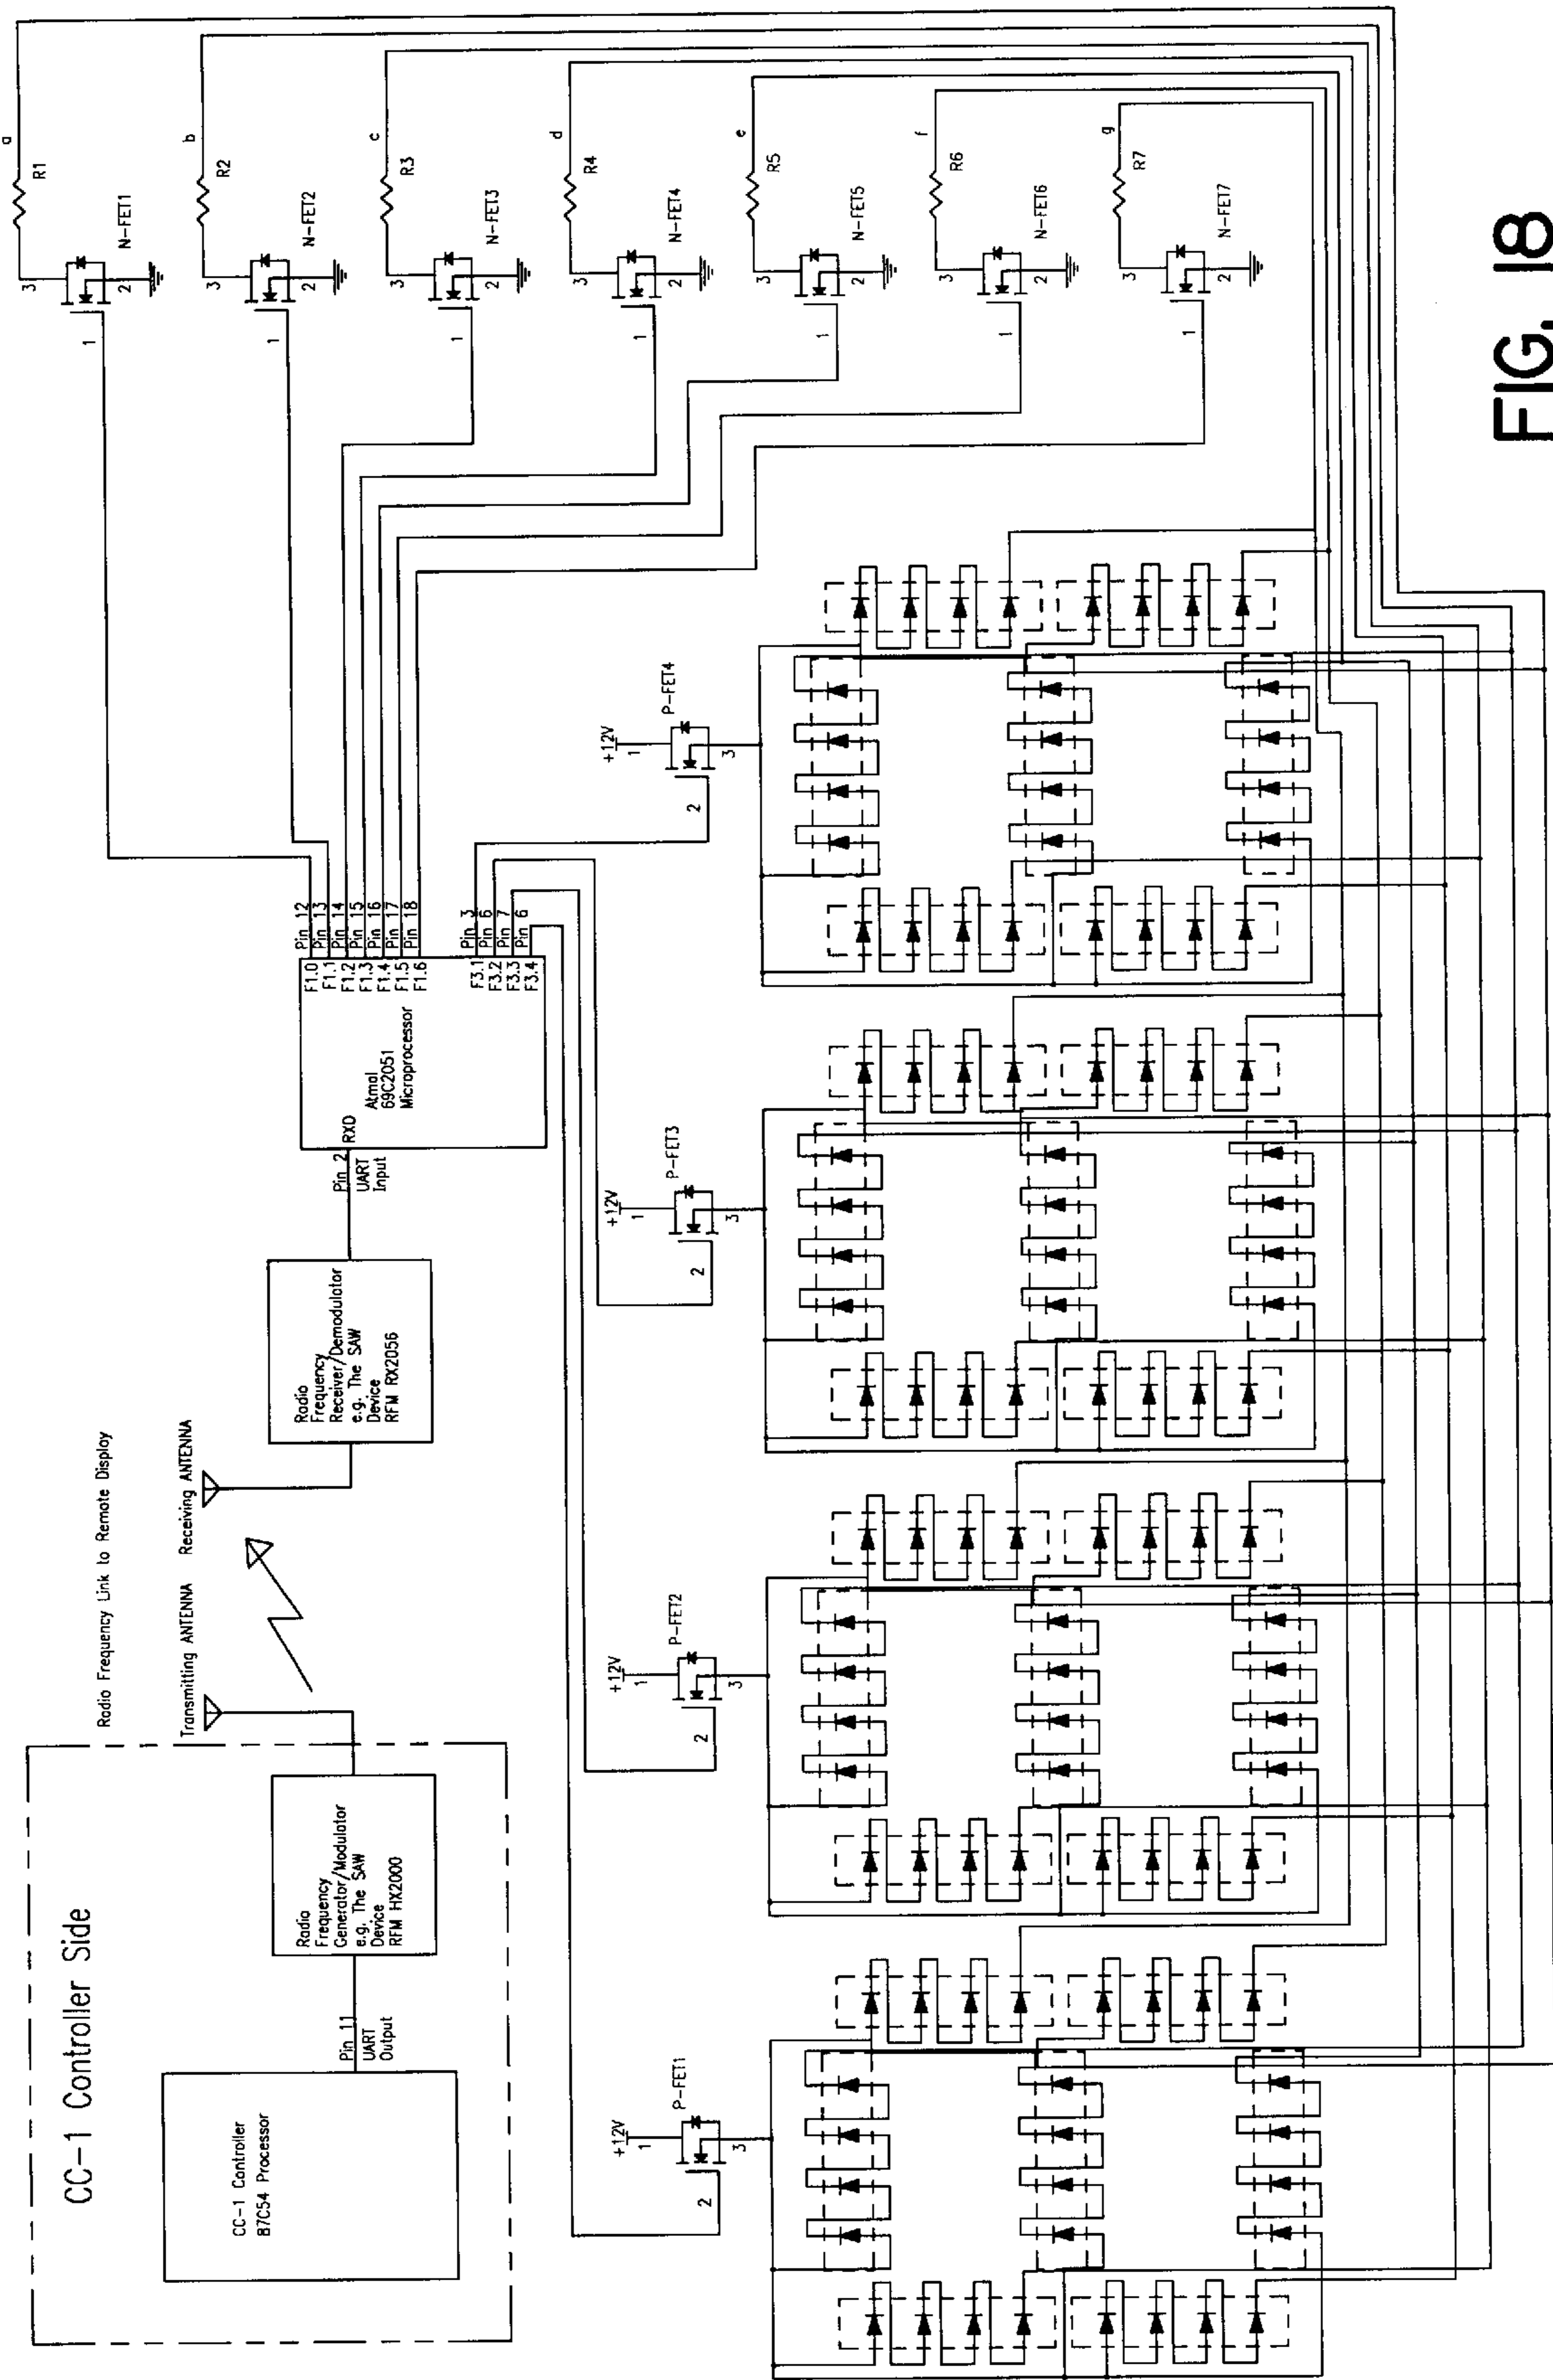 CC-1 Controller Side
CC-1 Controller
87C54 Processor
Pin 11
UART
Output
Radio
Frequency
Generator/Modulator
e.g. The SAW
Device
RFM HX2000
Radio Frequency Link to Remote Display
Transmitting ANTENNA
Receiving ANTENNA
Radio
Frequency
Receiver/Demodulator
e.g. The SAW
Device
RFM RX2056
Pin 2
UART
Input
RXD
Atmal
69C2051
Microprocessor
F1.0
F1.1
F1.2
F1.3
F1.4
F1.5
F1.6
F3.1
F3.2
F3.3
F3.4
Pin 12
Pin 13
Pin 14
Pin 15
Pin 16
Pin 17
Pin 18
Pin 3
Pin 6
Pin 7
Pin 6
a
R1
3
N-FET1
1
2
b
R2
3
N-FET2
1
2
c
R3
3
N-FET3
1
2
d
R4
3
N-FET4
1
2
e
R5
3
N-FET5
1
2
f
R6
3
N-FET6
1
2
g
R7
3
N-FET7
1
2
+12V
1
P-FET1
2
3
+12V
1
P-FET2
2
3
+12V
1
P-FET3
2
3
+12V
1
P-FET4
2
3
FIG. 18